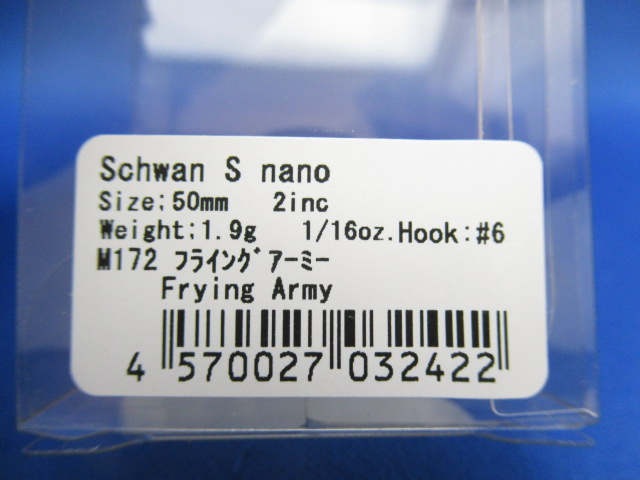 Schwan S nano
Size:50mm 2inc
Weight:1.9g 1/16oz.Hook:#6
M172 フライングアーミー
Frying Army
4 570027 032422